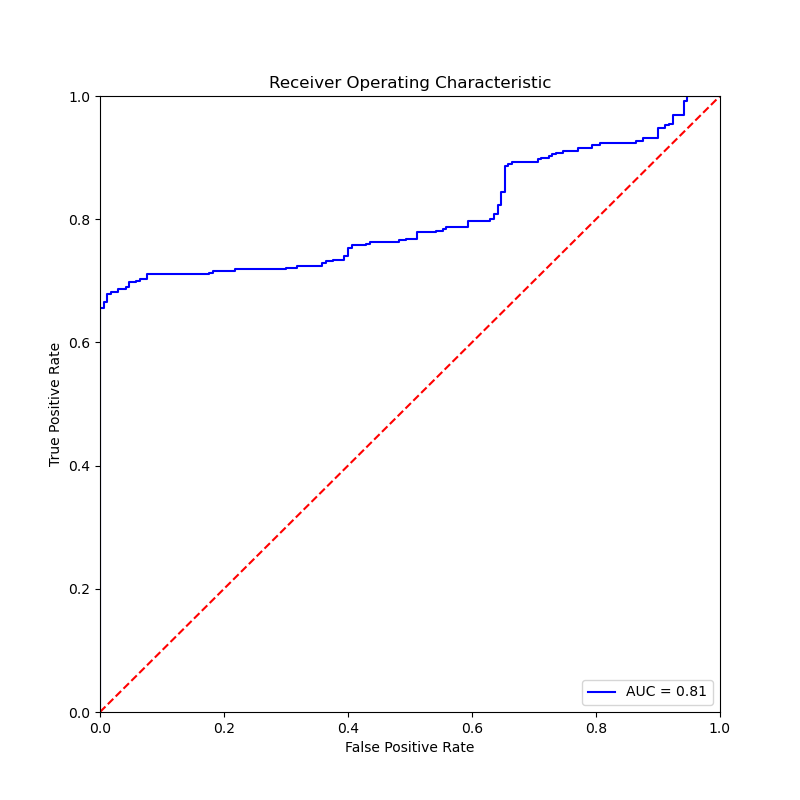 Receiver Operating Characteristic
1.0
0.8
0.6
0.4
0.2
0.0
True Positive Rate
AUC = 0.81
0.0 0.2 0.4 0.6 0.8 1.0
False Positive Rate